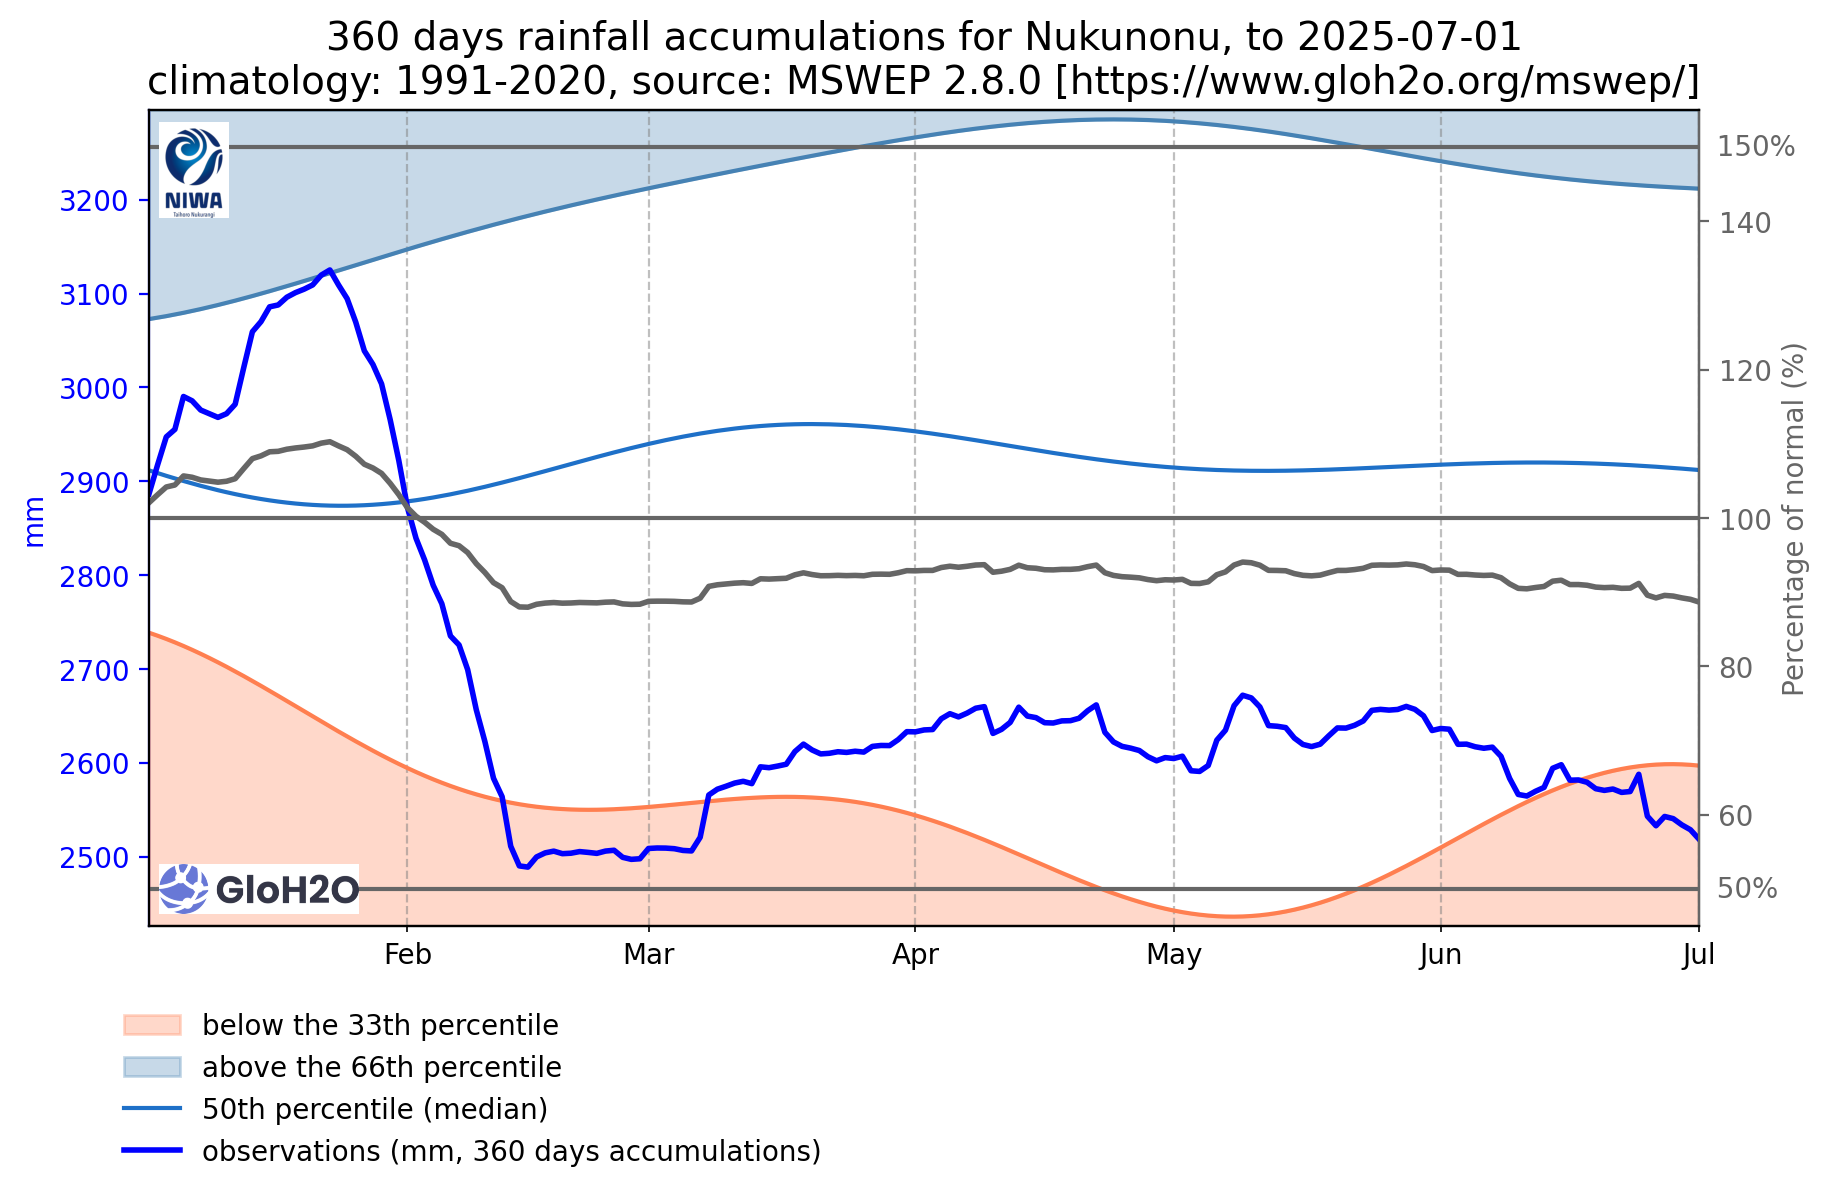 360 days rainfall accumulations for Nukunonu, to 2025-07-01
climatology: 1991-2020, source: MSWEP 2.8.0 [https://www.gloh2o.org/mswep/]
NIWA
Taihoro Nukurangi
3200
3100
3000
2900
2800
2700
2600
2500
mm
150%
140
120
100
80
60
50%
Percentage of normal (%)
GloH2O
Feb
Mar
Apr
May
Jun
Jul
below the 33th percentile
above the 66th percentile
50th percentile (median)
observations (mm, 360 days accumulations)